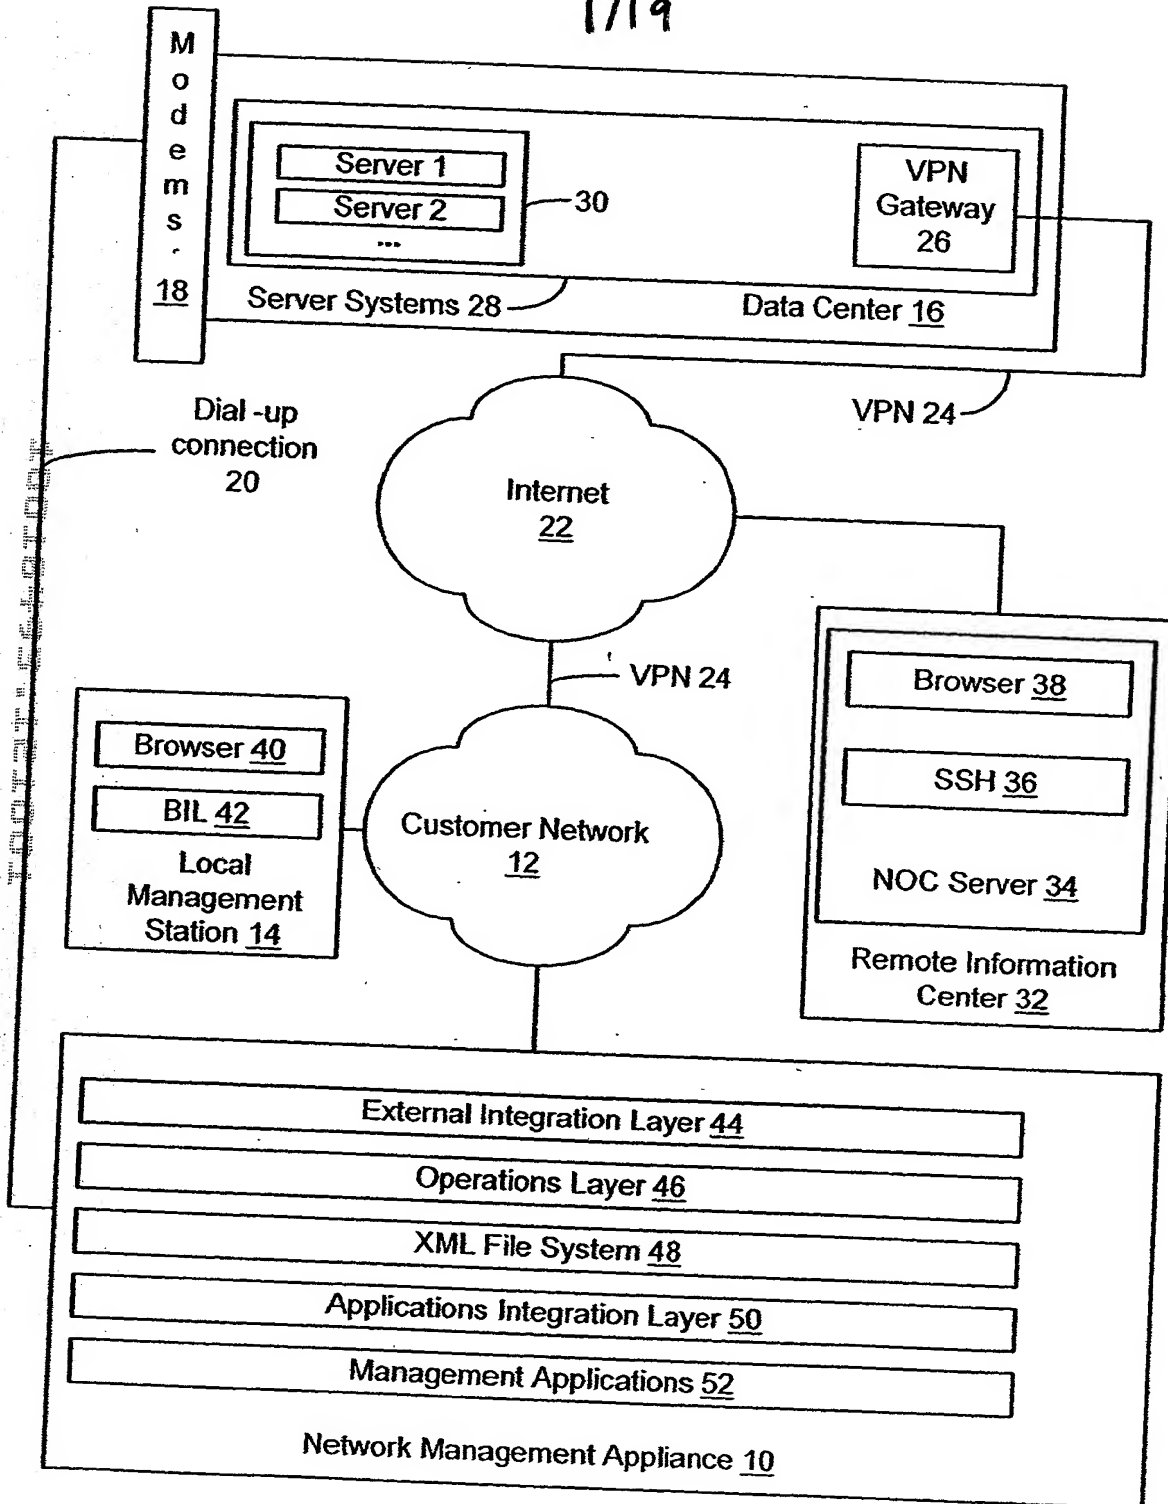 1/19
Modems
18
Server 1
Server 2
...
30
VPN
Gateway
26
Server Systems 28
Data Center 16
Dial -up
connection
20
VPN 24
Internet
22
VPN 24
Browser 38
SSH 36
NOC Server 34
Remote Information
Center 32
Browser 40
BIL 42
Local
Management
Station 14
Customer Network
12
External Integration Layer 44
Operations Layer 46
XML File System 48
Applications Integration Layer 50
Management Applications 52
Network Management Appliance 10